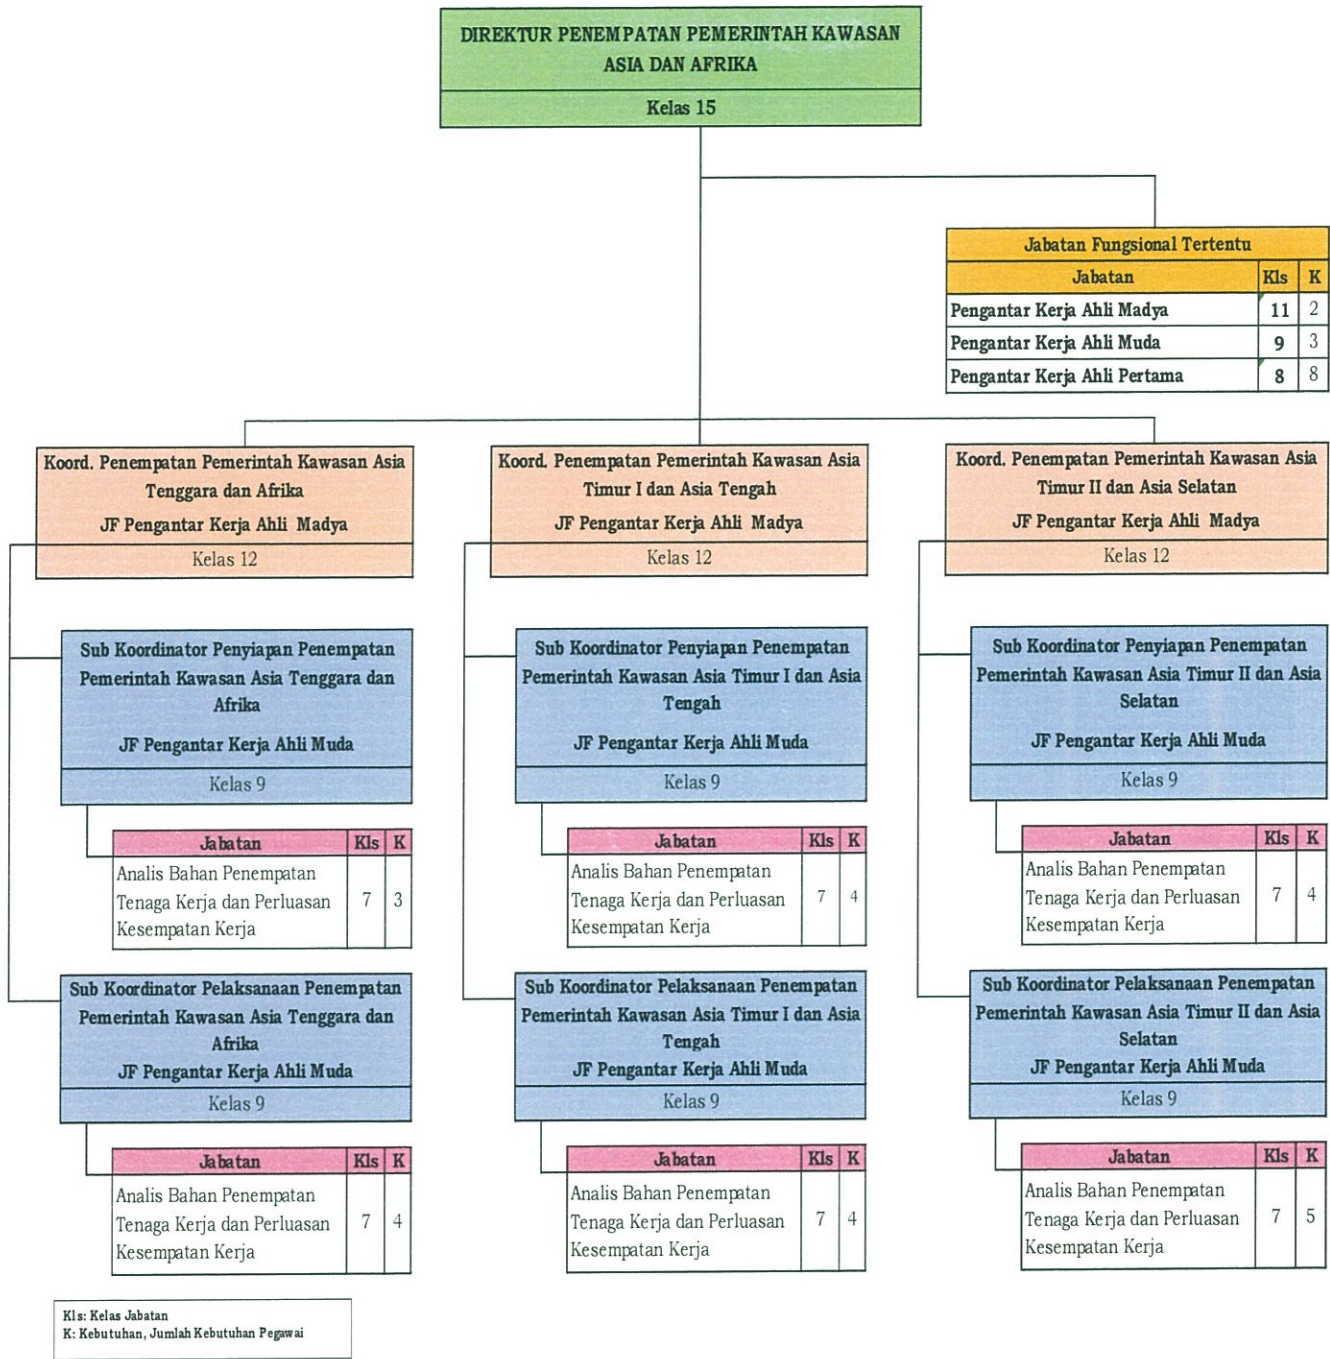 DIREKTUR PENEMPATAN PEMERINTAH KAWASAN
ASIA DAN AFRIKA
Kelas 15
Jabatan Fungsional Tertentu
Jabatan Kls K
Pengantar Kerja Ahli Madya 11 2
Pengantar Kerja Ahli Muda 9 3
Pengantar Kerja Ahli Pertama 8 8
Koord. Penempatan Pemerintah Kawasan Asia
Tenggara dan Afrika
JF Pengantar Kerja Ahli Madya
Kelas 12
Sub Koordinator Penyiapan Penempatan
Pemerintah Kawasan Asia Tenggara dan
Afrika
JF Pengantar Kerja Ahli Muda
Kelas 9
Jabatan Kls K
Analis Bahan Penempatan
Tenaga Kerja dan Perluasan 7 3
Kesempatan Kerja
Sub Koordinator Pelaksanaan Penempatan
Pemerintah Kawasan Asia Tenggara dan
Afrika
JF Pengantar Kerja Ahli Muda
Kelas 9
Jabatan Kls K
Analis Bahan Penempatan
Tenaga Kerja dan Perluasan 7 4
Kesempatan Kerja
Koord. Penempatan Pemerintah Kawasan Asia
Timur I dan Asia Tengah
JF Pengantar Kerja Ahli Madya
Kelas 12
Sub Koordinator Penyiapan Penempatan
Pemerintah Kawasan Asia Timur I dan Asia
Tengah
JF Pengantar Kerja Ahli Muda
Kelas 9
Jabatan Kls K
Analis Bahan Penempatan
Tenaga Kerja dan Perluasan 7 4
Kesempatan Kerja
Sub Koordinator Pelaksanaan Penempatan
Pemerintah Kawasan Asia Timur I dan Asia
Tengah
JF Pengantar Kerja Ahli Muda
Kelas 9
Jabatan Kls K
Analis Bahan Penempatan
Tenaga Kerja dan Perluasan 7 4
Kesempatan Kerja
Koord. Penempatan Pemerintah Kawasan Asia
Timur II dan Asia Selatan
JF Pengantar Kerja Ahli Madya
Kelas 12
Sub Koordinator Penyiapan Penempatan
Pemerintah Kawasan Asia Timur II dan Asia
Selatan
JF Pengantar Kerja Ahli Muda
Kelas 9
Jabatan Kls K
Analis Bahan Penempatan
Tenaga Kerja dan Perluasan 7 4
Kesempatan Kerja
Sub Koordinator Pelaksanaan Penempatan
Pemerintah Kawasan Asia Timur II dan Asia
Selatan
JF Pengantar Kerja Ahli Muda
Kelas 9
Jabatan Kls K
Analis Bahan Penempatan
Tenaga Kerja dan Perluasan 7 5
Kesempatan Kerja
Kls: Kelas Jabatan
K: Kebutuhan, Jumlah Kebutuhan Pegawai